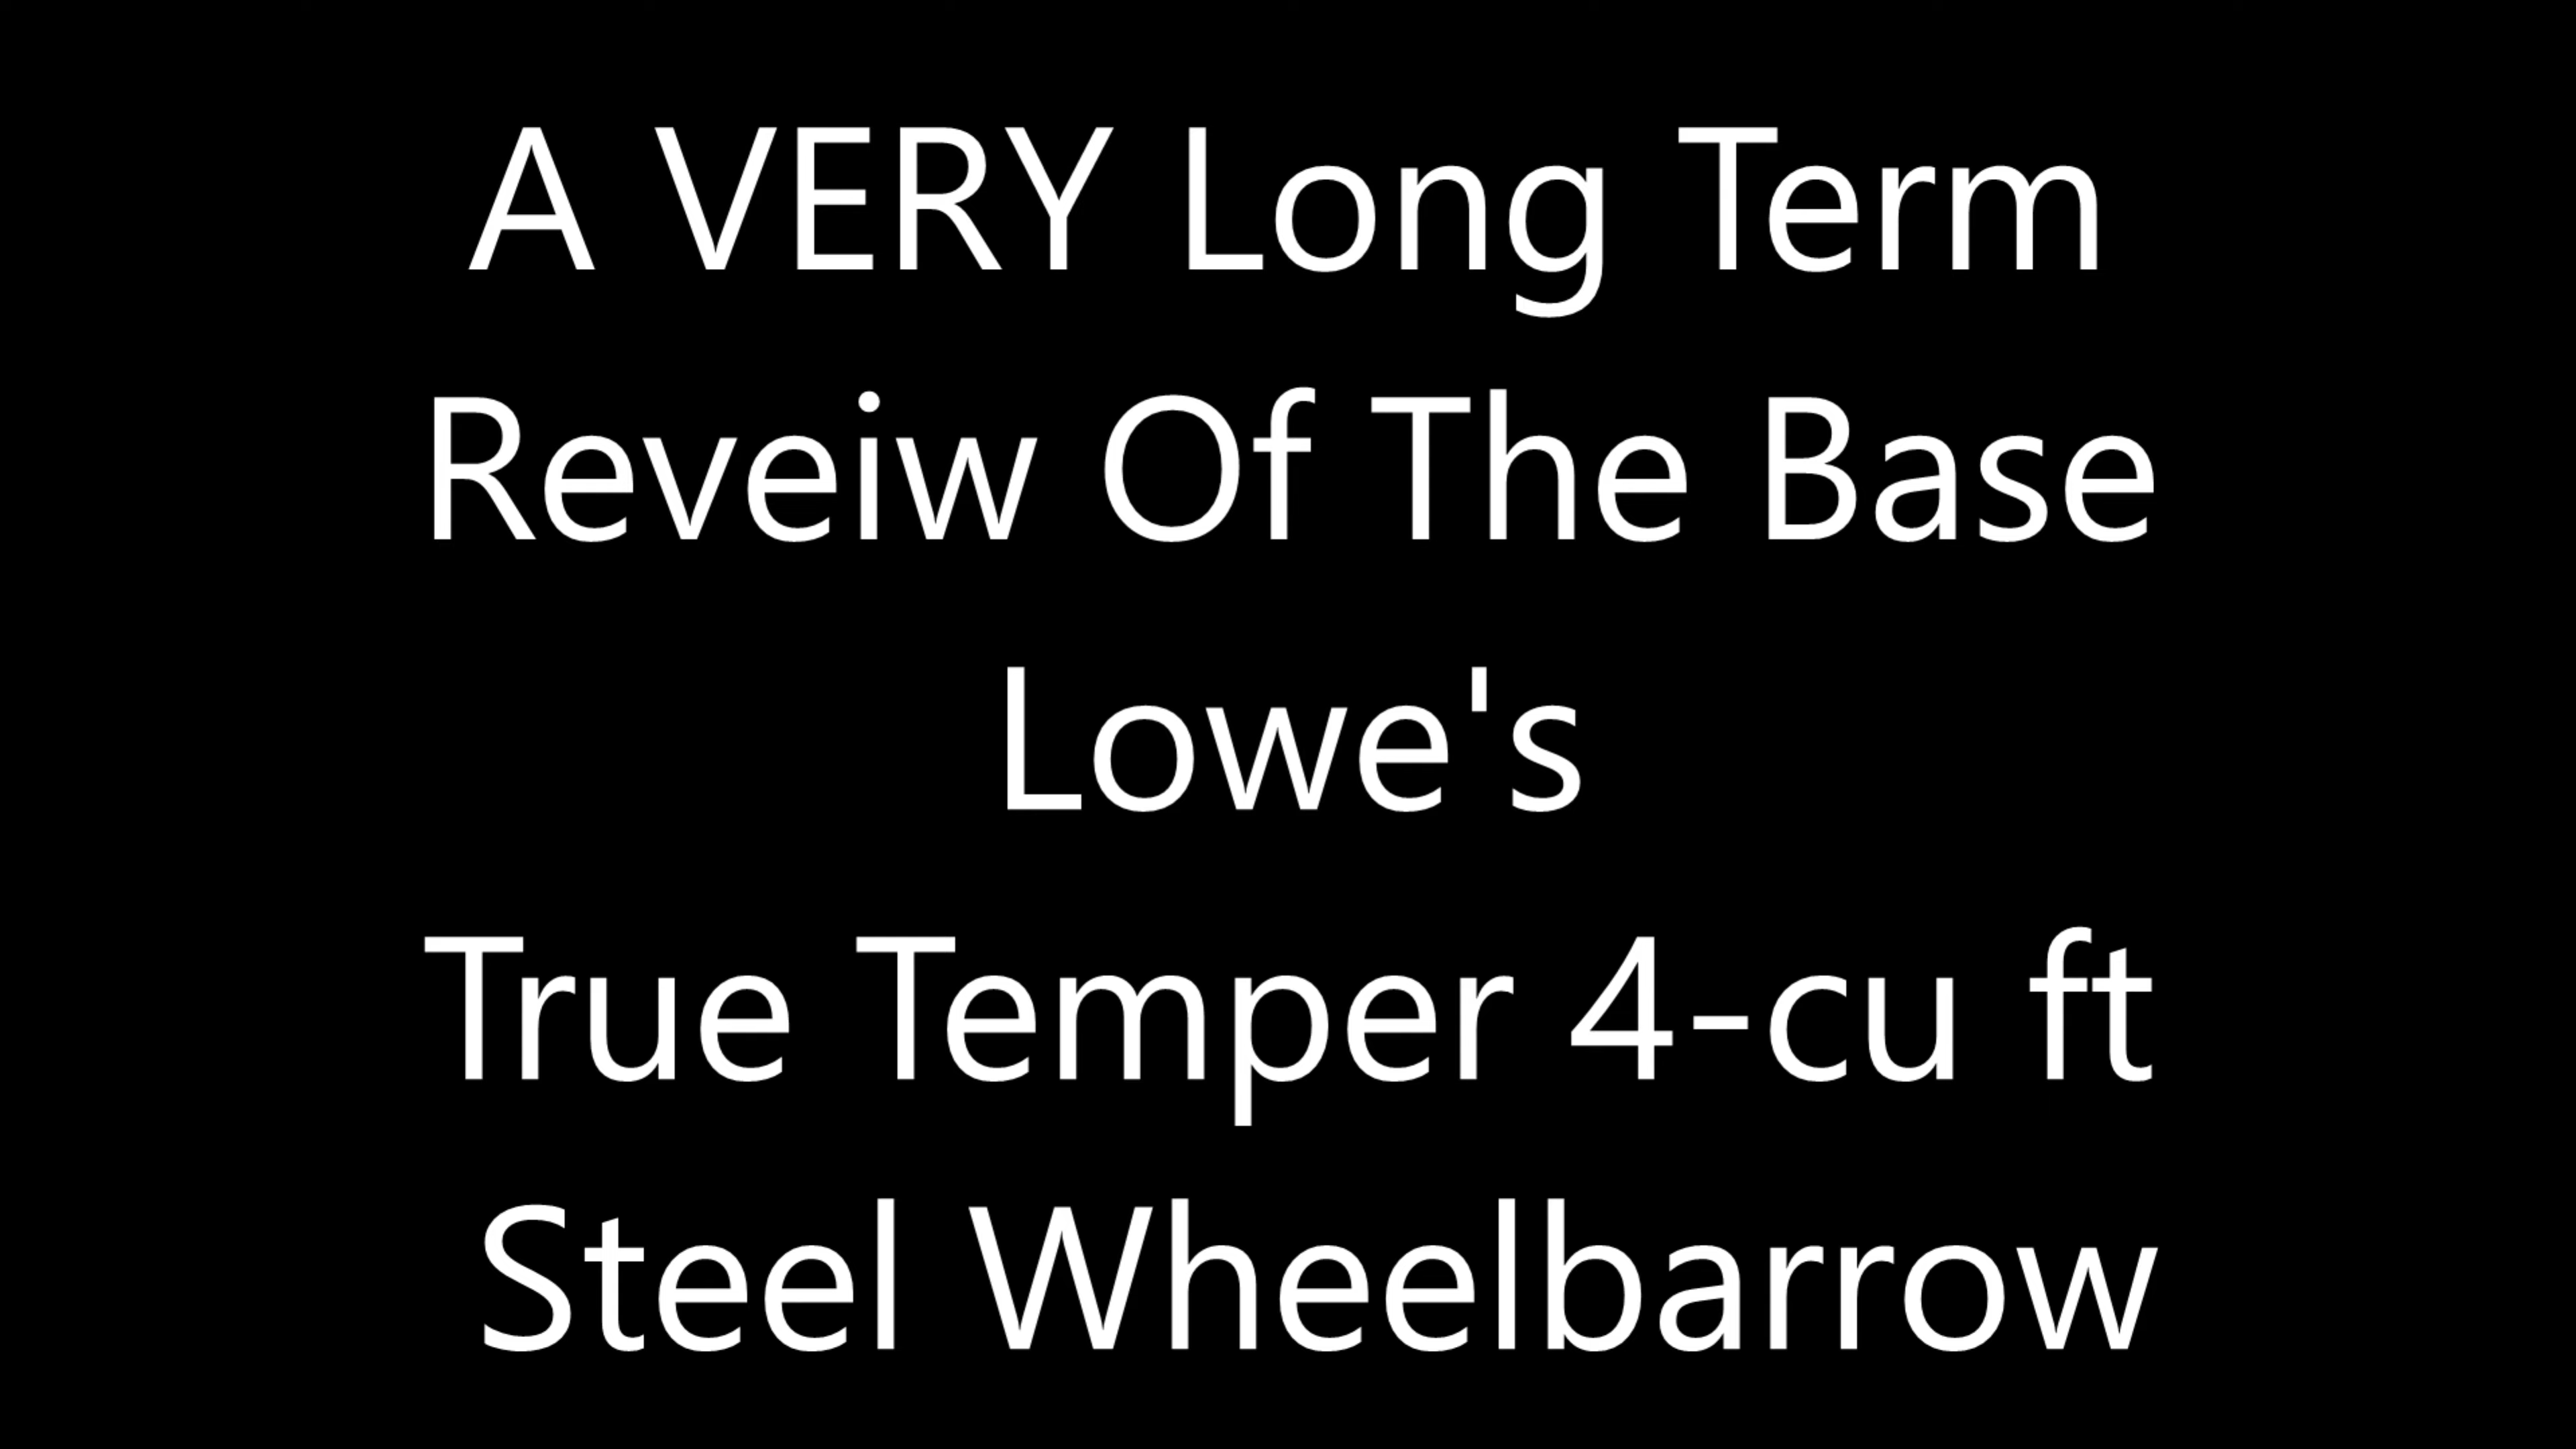 A VERY Long Term
Reveiw Of The Base
Lowe's
True Temper 4-cu ft
Steel Wheelbarrow